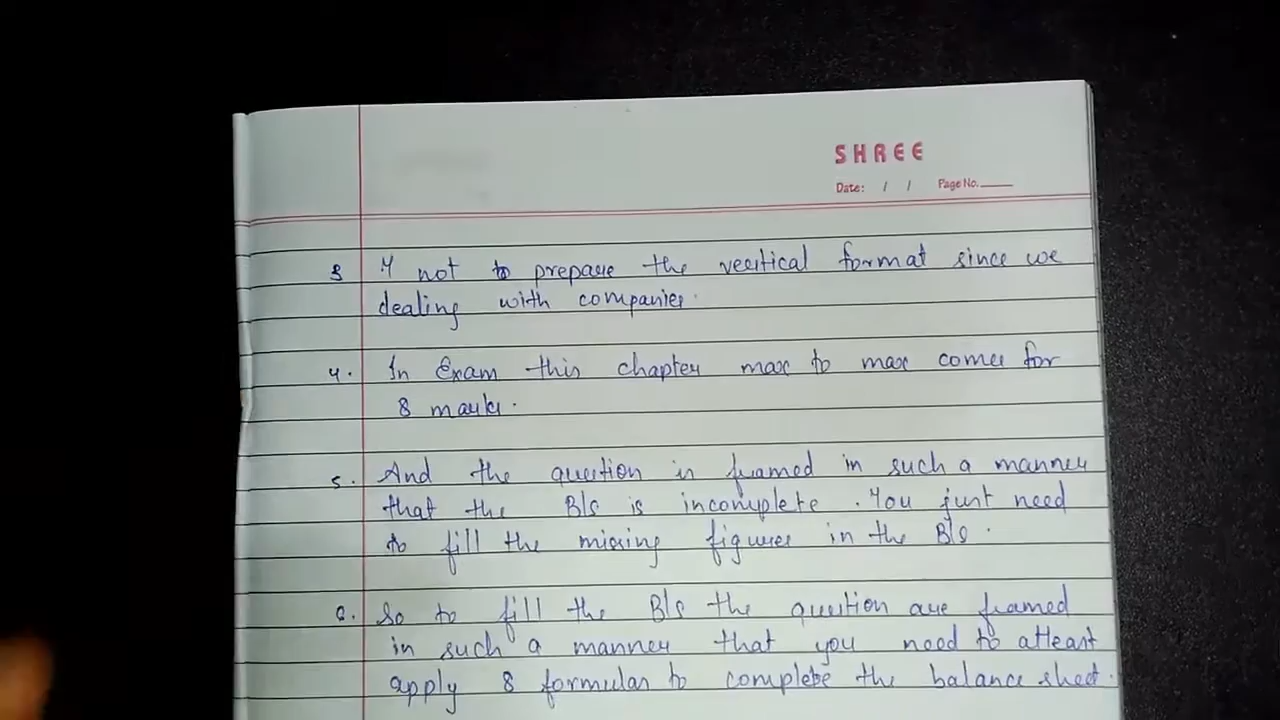 SHREE
Date: / / Page No.
3 Y not to prepare the vertical format since we
dealing with companies.
4. In Exam this chapter max to max comes for
8 marks.
5. And the question is framed in such a manner
that the B/s is incomplete. You just need
to fill the missing figures in the B/s.
6. So to fill the B/s the question are framed
in such a manner that you need to atleast
apply 8 formulas to complete the balance sheet.